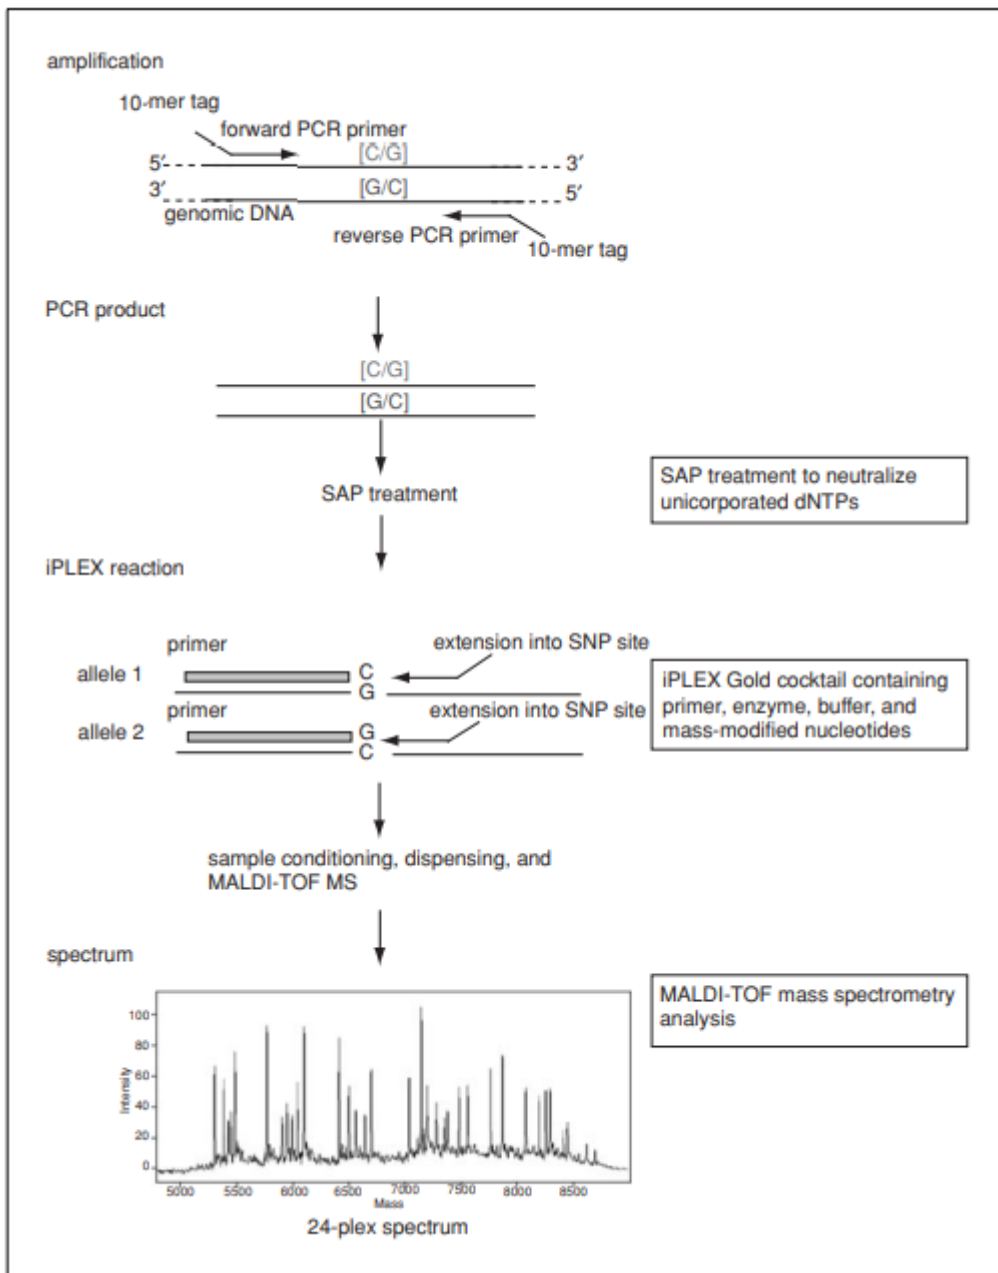 amplification
10-mer tag
forward PCR primer
[C/G]
5′
3′
[G/C]
3′
5′
genomic DNA
reverse PCR primer
10-mer tag
PCR product
[C/G]
[G/C]
SAP treatment
SAP treatment to neutralize
unicorporated dNTPs
iPLEX reaction
primer
extension into SNP site
allele 1
C
G
primer
extension into SNP site
allele 2
G
C
iPLEX Gold cocktail containing
primer, enzyme, buffer, and
mass-modified nucleotides
sample conditioning, dispensing, and
MALDI-TOF MS
spectrum
MALDI-TOF mass spectrometry
analysis
100
80
60
40
20
0
Intensity
5000 5500 6000 6500 7000 7500 8000 8500
Mass
24-plex spectrum